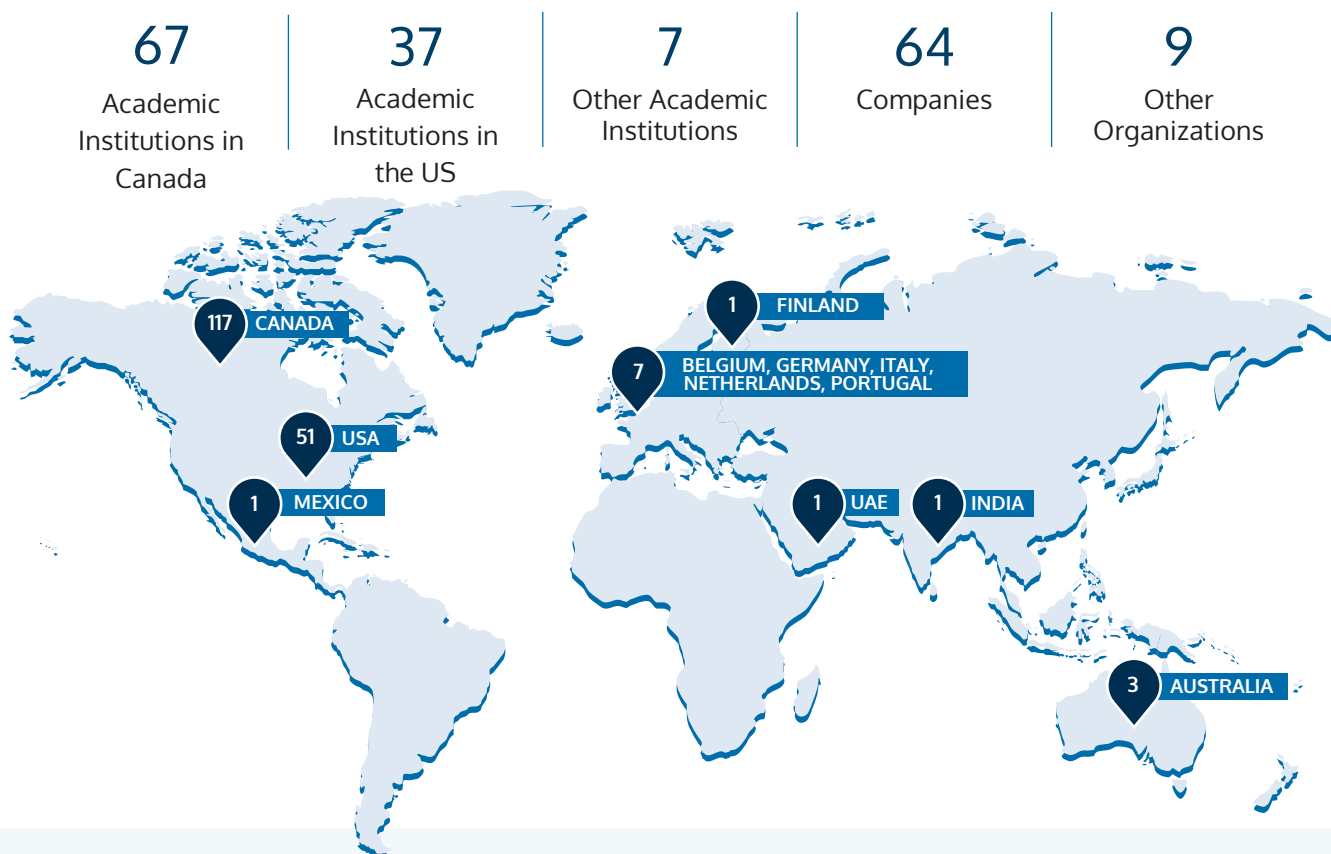 67
Academic
Institutions in
Canada
37
Academic
Institutions in
the US
7
Other Academic
Institutions
64
Companies
9
Other
Organizations
1
FINLAND
117
CANADA
7
BELGIUM, GERMANY, ITALY,
NETHERLANDS, PORTUGAL
51
USA
1
MEXICO
1
UAE
1
INDIA
3
AUSTRALIA